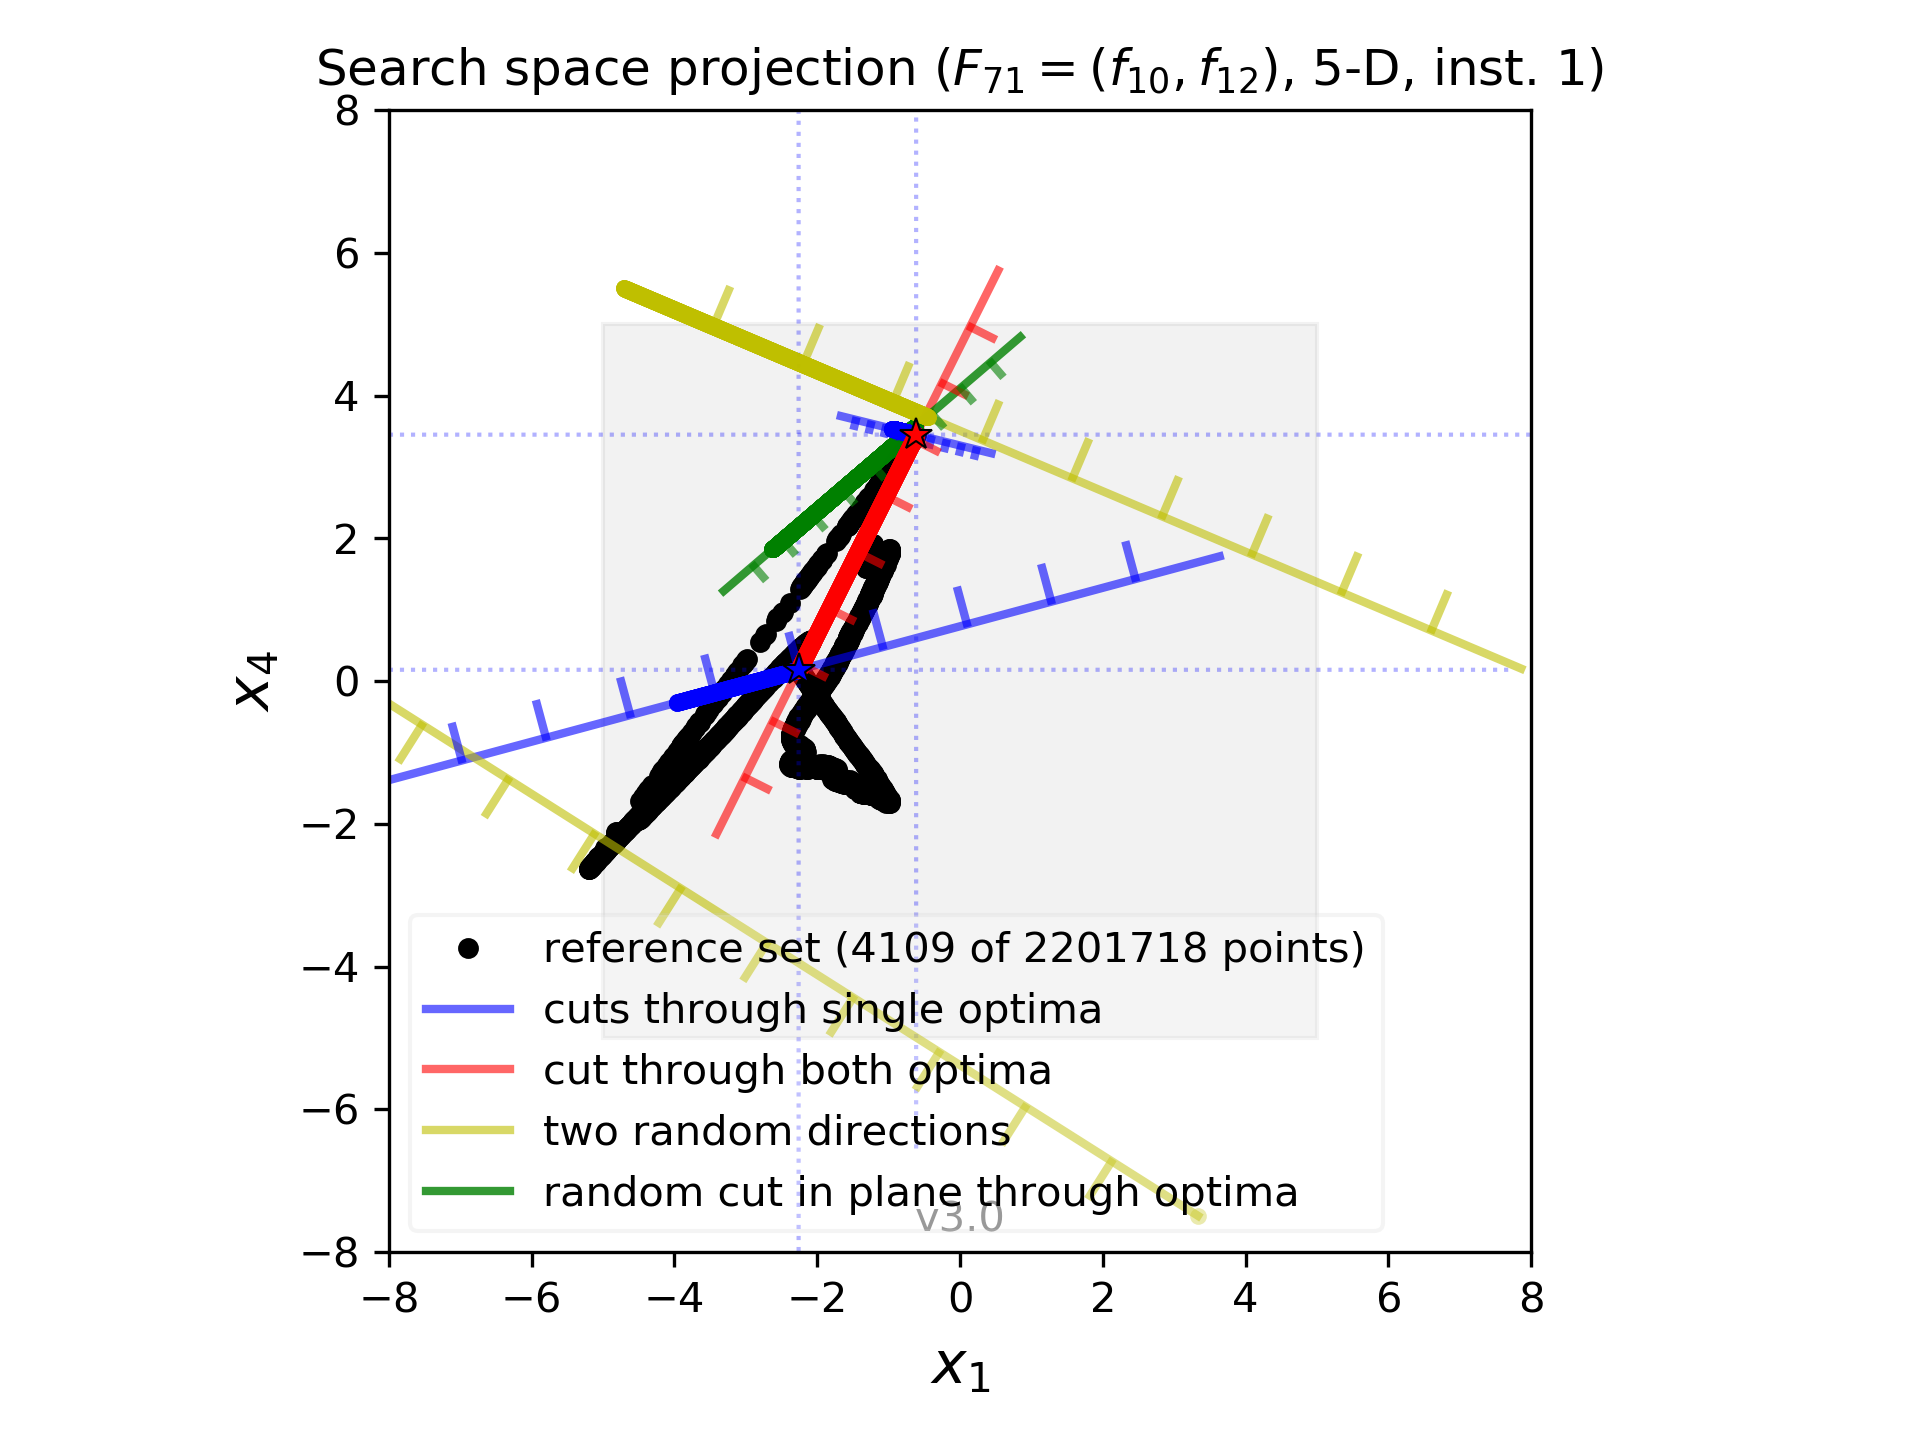 Search space projection (F71 = (f10, f12), 5-D, inst. 1)
8
6
4
2
0
−2
−4
−6
−8
x4
reference set (4109 of 2201718 points)
cuts through single optima
cut through both optima
two random directions
random cut in plane through optima
v3.0
−8 −6 −4 −2 0 2 4 6 8
x1